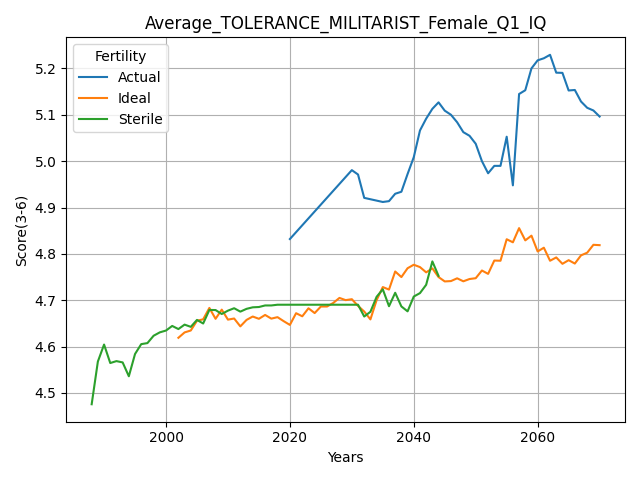 Average_TOLERANCE_MILITARIST_Female_Q1_IQ
Fertility
Actual
Ideal
Sterile
Score(3-6)
5.2
5.1
5.0
4.9
4.8
4.7
4.6
4.5
2000
2020
2040
2060
Years